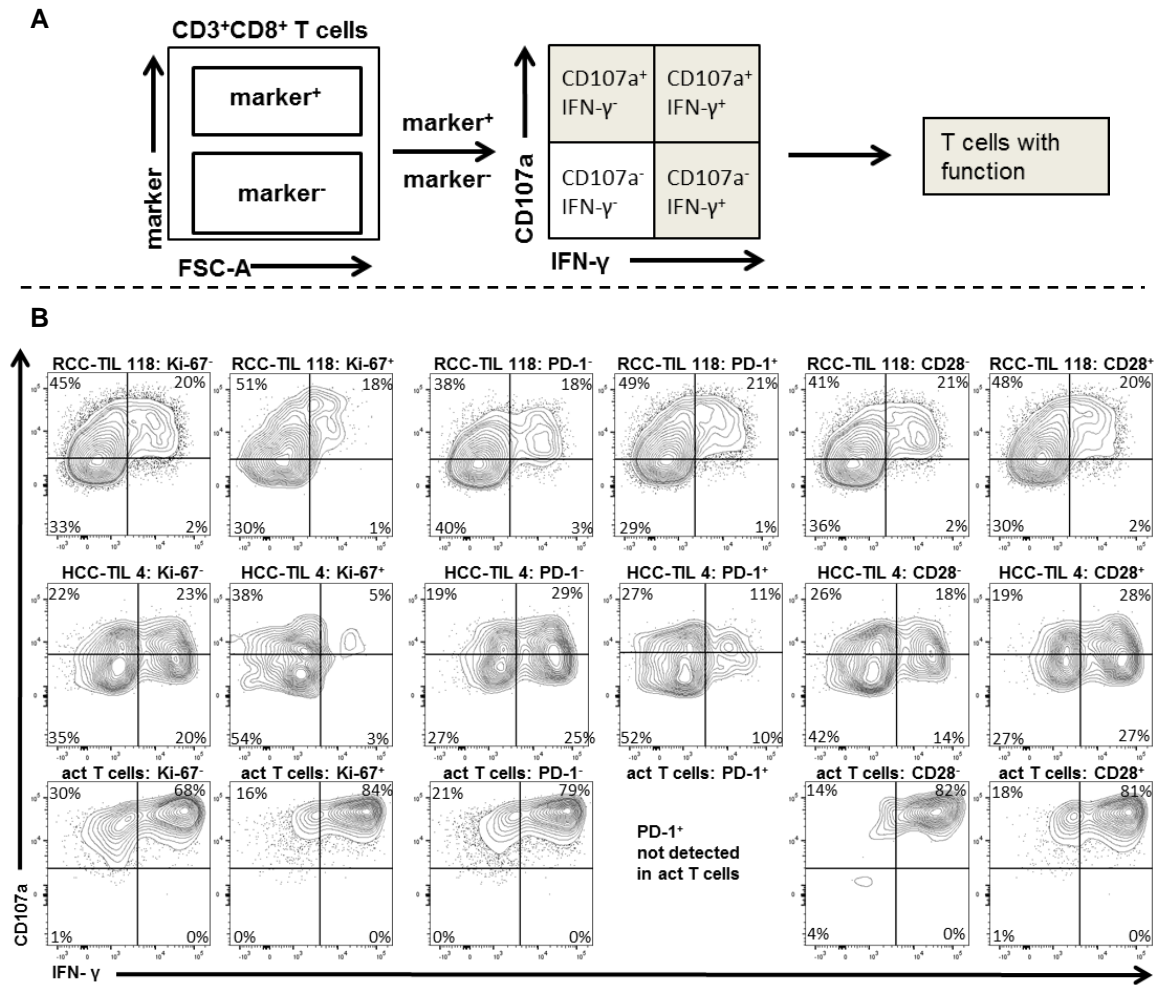 A
CD3⁺CD8⁺ T cells
marker⁺
marker⁻
marker
FSC-A
marker⁺
marker⁻
CD107a
CD107a⁺
IFN-γ⁻
CD107a⁺
IFN-γ⁺
CD107a⁻
IFN-γ⁻
CD107a⁻
IFN-γ⁺
IFN-γ
T cells with
function
B
RCC-TIL 118: Ki-67⁻
45% 20%
33% 2%
RCC-TIL 118: Ki-67⁺
51% 18%
30% 1%
RCC-TIL 118: PD-1⁻
38% 18%
40% 3%
RCC-TIL 118: PD-1⁺
49% 21%
29% 1%
RCC-TIL 118: CD28⁻
41% 21%
36% 2%
RCC-TIL 118: CD28⁺
48% 20%
30% 2%
HCC-TIL 4: Ki-67⁻
22% 23%
35% 20%
HCC-TIL 4: Ki-67⁺
38% 5%
54% 3%
HCC-TIL 4: PD-1⁻
19% 29%
27% 25%
HCC-TIL 4: PD-1⁺
27% 11%
52% 10%
HCC-TIL 4: CD28⁻
26% 18%
42% 14%
HCC-TIL 4: CD28⁺
19% 28%
27% 27%
act T cells: Ki-67⁻
30% 68%
1% 0%
act T cells: Ki-67⁺
16% 84%
0% 0%
act T cells: PD-1⁻
21% 79%
0% 0%
act T cells: PD-1⁺
PD-1⁺
not detected
in act T cells
act T cells: CD28⁻
14% 82%
4% 0%
act T cells: CD28⁺
18% 81%
1% 0%
CD107a
IFN- γ